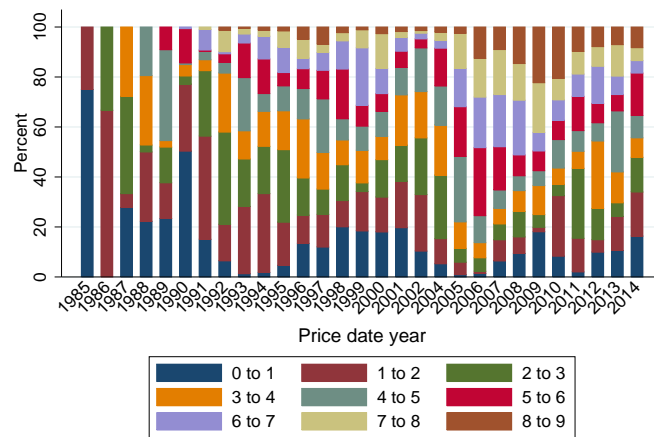 100
80
60
40
20
0
Percent
1985 1986 1987 1988 1989 1990 1991 1992 1993 1994 1995 1996 1997 1998 1999 2000 2001 2002 2004 2005 2006 2007 2008 2009 2010 2011 2012 2013 2014
Price date year
0 to 1 1 to 2 2 to 3
3 to 4 4 to 5 5 to 6
6 to 7 7 to 8 8 to 9